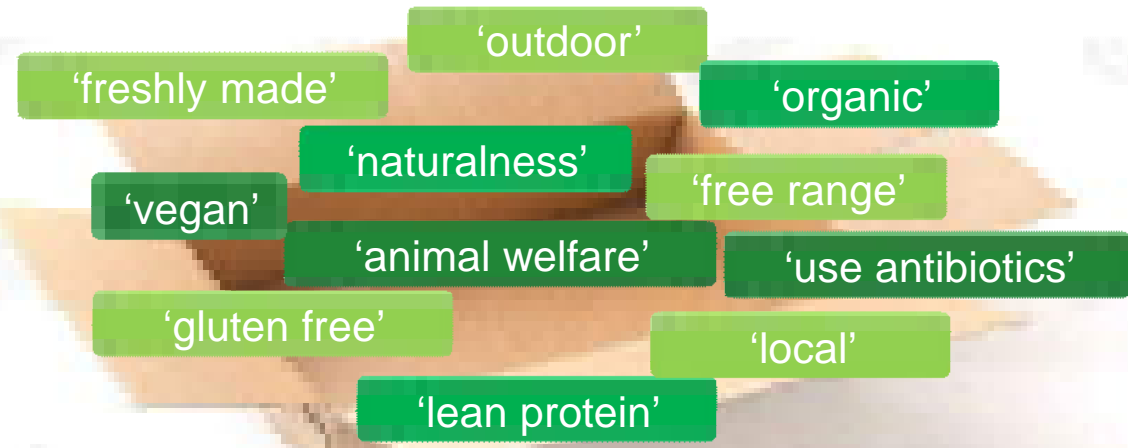 ‘outdoor’
‘freshly made’
‘organic’
‘naturalness’
‘free range’
‘vegan’
‘animal welfare’
‘use antibiotics’
‘gluten free’
‘local’
‘lean protein’